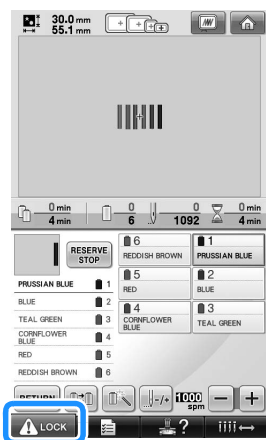 30.0 mm
55.1 mm
0 min
4 min
0
6
0
1092
0 min
4 min
RESERVE
STOP
PRUSSIAN BLUE 1
BLUE 2
TEAL GREEN 3
CORNFLOWER
BLUE 4
RED 5
REDDISH BROWN 6
6
REDDISH BROWN
1
PRUSSIAN BLUE
5
RED
2
BLUE
4
CORNFLOWER
BLUE
3
TEAL GREEN
RETURN
-/+
1000
spm
- +
LOCK
?